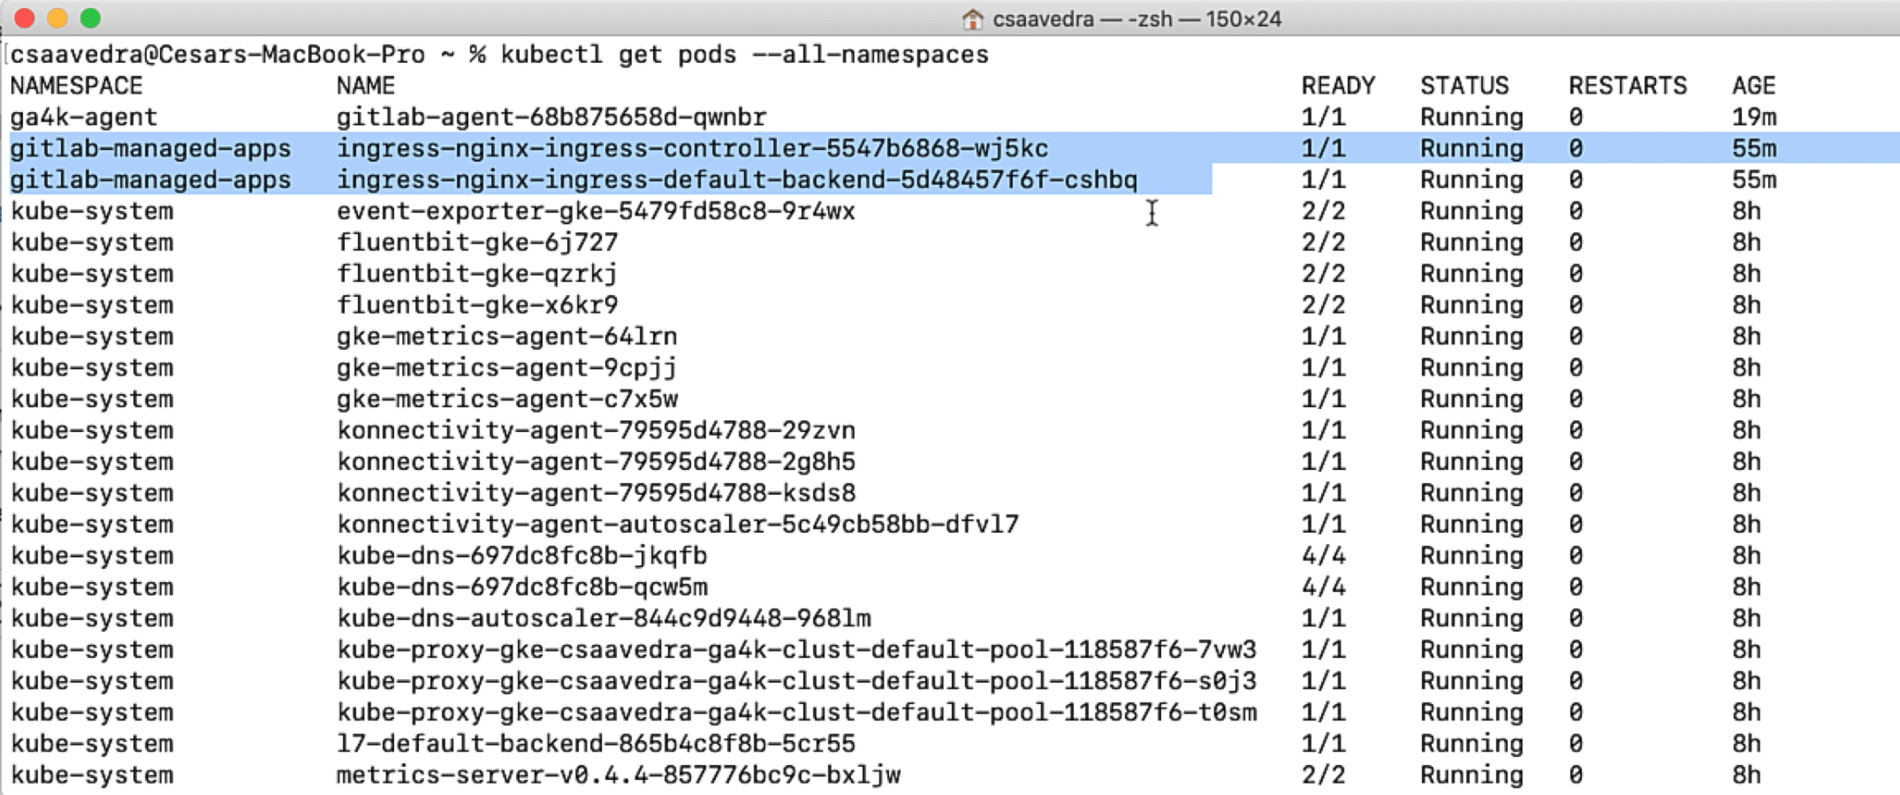 csaavedra — -zsh — 150×24
csaavedra@Cesars-MacBook-Pro ~ % kubectl get pods --all-namespaces
NAMESPACE NAME READY STATUS RESTARTS AGE
ga4k-agent gitlab-agent-68b875658d-qwnbr 1/1 Running 0 19m
gitlab-managed-apps ingress-nginx-ingress-controller-5547b6868-wj5kc 1/1 Running 0 55m
gitlab-managed-apps ingress-nginx-ingress-default-backend-5d48457f6f-cshbq 1/1 Running 0 55m
kube-system event-exporter-gke-5479fd58c8-9r4wx 2/2 Running 0 8h
kube-system fluentbit-gke-6j727 2/2 Running 0 8h
kube-system fluentbit-gke-qzrkj 2/2 Running 0 8h
kube-system fluentbit-gke-x6kr9 2/2 Running 0 8h
kube-system gke-metrics-agent-64lrn 1/1 Running 0 8h
kube-system gke-metrics-agent-9cpjj 1/1 Running 0 8h
kube-system gke-metrics-agent-c7x5w 1/1 Running 0 8h
kube-system konnectivity-agent-79595d4788-29zvn 1/1 Running 0 8h
kube-system konnectivity-agent-79595d4788-2g8h5 1/1 Running 0 8h
kube-system konnectivity-agent-79595d4788-ksds8 1/1 Running 0 8h
kube-system konnectivity-agent-autoscaler-5c49cb58bb-dfvl7 1/1 Running 0 8h
kube-system kube-dns-697dc8fc8b-jkqfb 4/4 Running 0 8h
kube-system kube-dns-697dc8fc8b-qcw5m 4/4 Running 0 8h
kube-system kube-dns-autoscaler-844c9d9448-968lm 1/1 Running 0 8h
kube-system kube-proxy-gke-csaavedra-ga4k-clust-default-pool-118587f6-7vw3 1/1 Running 0 8h
kube-system kube-proxy-gke-csaavedra-ga4k-clust-default-pool-118587f6-s0j3 1/1 Running 0 8h
kube-system kube-proxy-gke-csaavedra-ga4k-clust-default-pool-118587f6-t0sm 1/1 Running 0 8h
kube-system l7-default-backend-865b4c8f8b-5cr55 1/1 Running 0 8h
kube-system metrics-server-v0.4.4-857776bc9c-bxljw 2/2 Running 0 8h